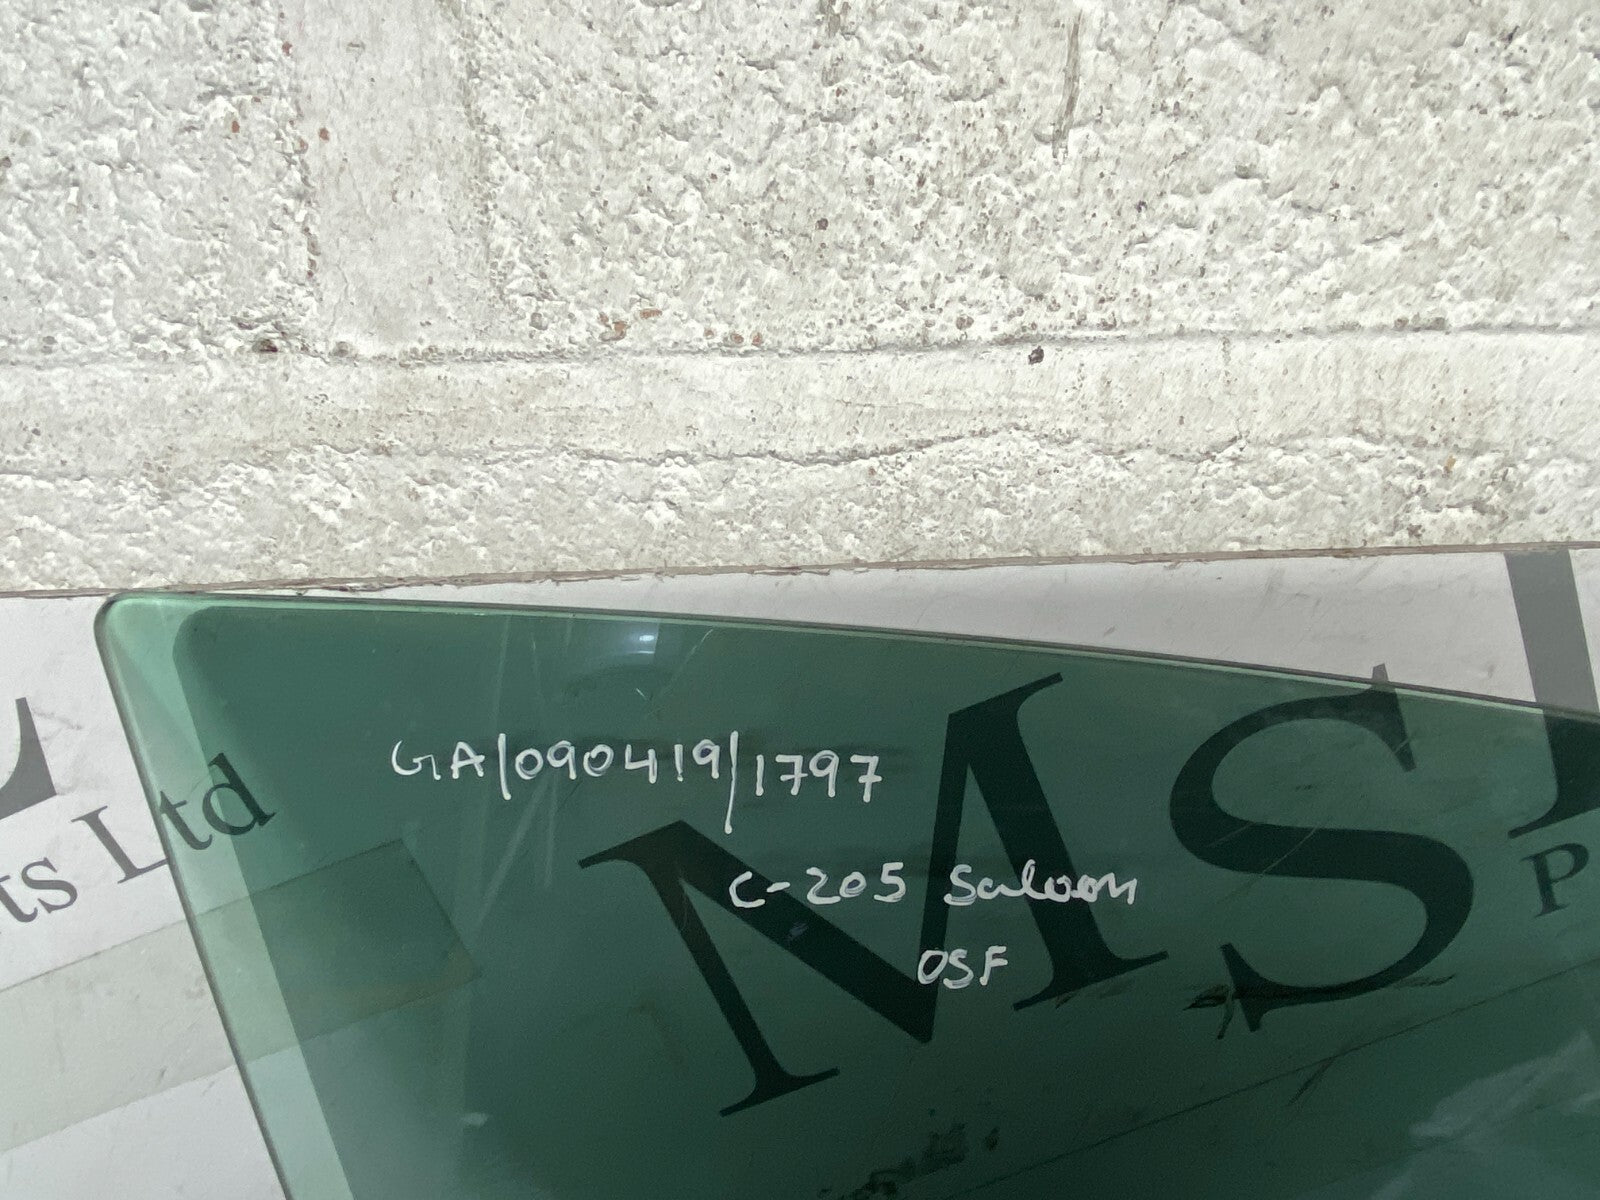 GA/090419/1797
C-205 Saloon
OSF
MS
P
ts Ltd